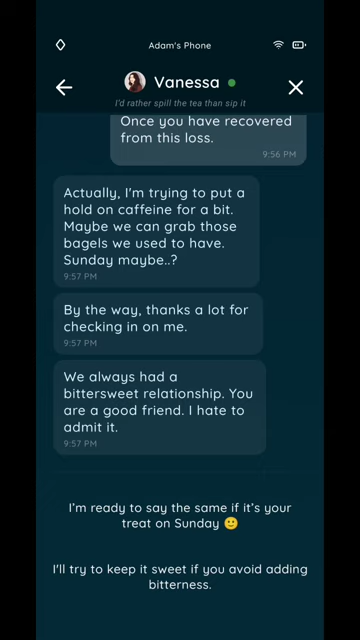 Adam's Phone
Vanessa
I'd rather spill the tea than sip it
Once you have recovered
from this loss.
9:56 PM
Actually, I'm trying to put a
hold on caffeine for a bit.
Maybe we can grab those
bagels we used to have.
Sunday maybe..?
9:57 PM
By the way, thanks a lot for
checking in on me.
9:57 PM
We always had a
bittersweet relationship. You
are a good friend. I hate to
admit it.
9:57 PM
I'm ready to say the same if it's your
treat on Sunday 🙂
I'll try to keep it sweet if you avoid adding
bitterness.